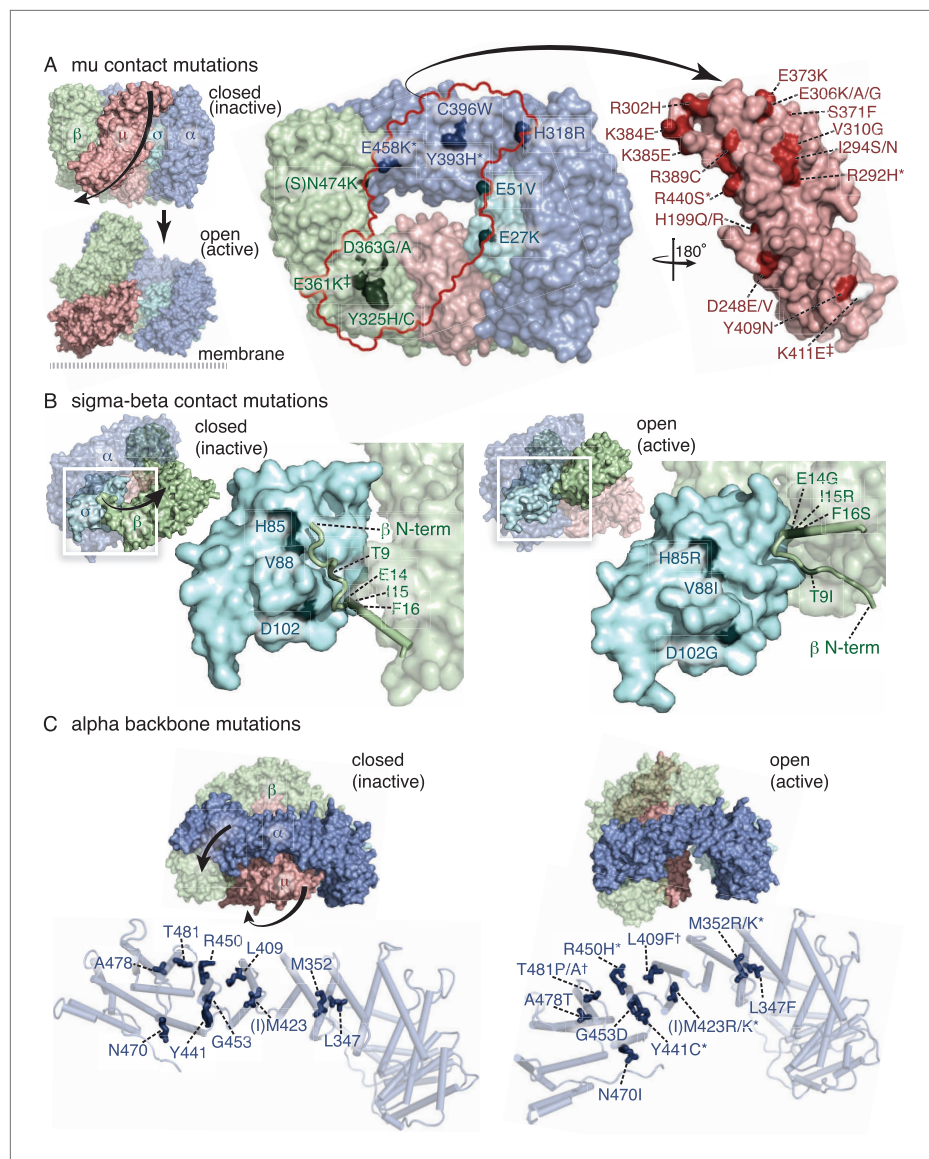 A mu contact mutations
closed
(inactive)
β
μ
σ
α
open
(active)
membrane
C396W
H318R
E458K*
Y393H*
(S)N474K
E51V
E27K
D363G/A
E361K‡
Y325H/C
180°
E373K
E306K/A/G
S371F
V310G
I294S/N
R292H*
R302H
K384E
K385E
R389C
R440S*
H199Q/R
D248E/V
Y409N
K411E‡
B sigma-beta contact mutations
closed
(inactive)
α
σ
β
H85
V88
D102
β N-term
T9
E14
I15
F16
open
(active)
E14G
I15R
F16S
H85R
V88I
T9I
D102G
β N-term
C alpha backbone mutations
closed
(inactive)
β
α
μ
T481
R450
L409
A478
M352
(I)M423
N470
Y441
G453
L347
open
(active)
M352R/K*
L409F†
R450H*
T481P/A†
A478T
L347F
(I)M423R/K*
G453D
Y441C*
N470I